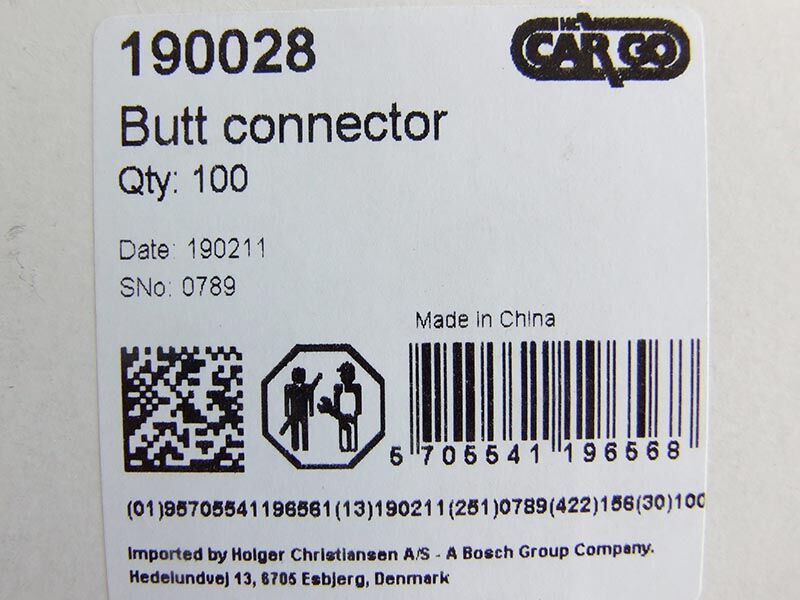 190028
HC
CARGO
Butt connector
Qty: 100
Date: 190211
SNo: 0789
Made in China
5 705541 196568
(01)95705541196561(13)190211(251)0789(422)156(30)100
Imported by Holger Christiansen A/S - A Bosch Group Company.
Hedelundvej 13, 6705 Esbjerg, Denmark